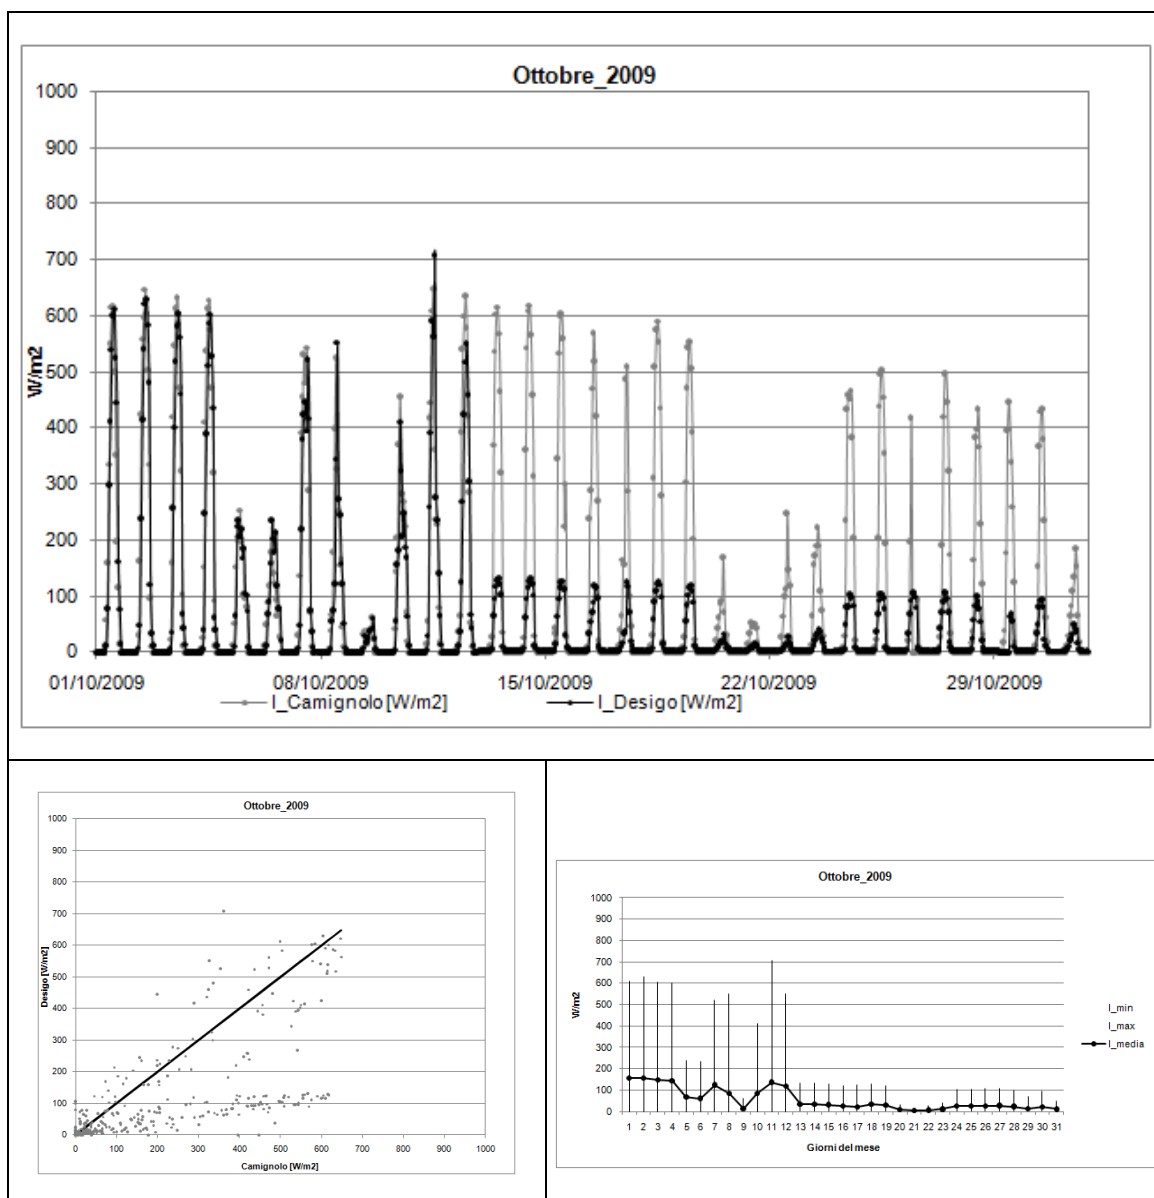 Ottobre_2009
1000
900
800
700
600
500
400
300
200
100
0
W/m2
01/10/2009 08/10/2009 15/10/2009 22/10/2009 29/10/2009
I_Camignolo [W/m2] I_Desigo [W/m2]
Ottobre_2009
1000
900
800
700
600
500
400
300
200
100
0
Desigo [W/m2]
0 100 200 300 400 500 600 700 800 900 1000
Camignolo [W/m2]
Ottobre_2009
1000
900
800
700
600
500
400
300
200
100
0
W/m2
1 2 3 4 5 6 7 8 9 10 11 12 13 14 15 16 17 18 19 20 21 22 23 24 25 26 27 28 29 30 31
Giorni del mese
I_min
I_max
I_media